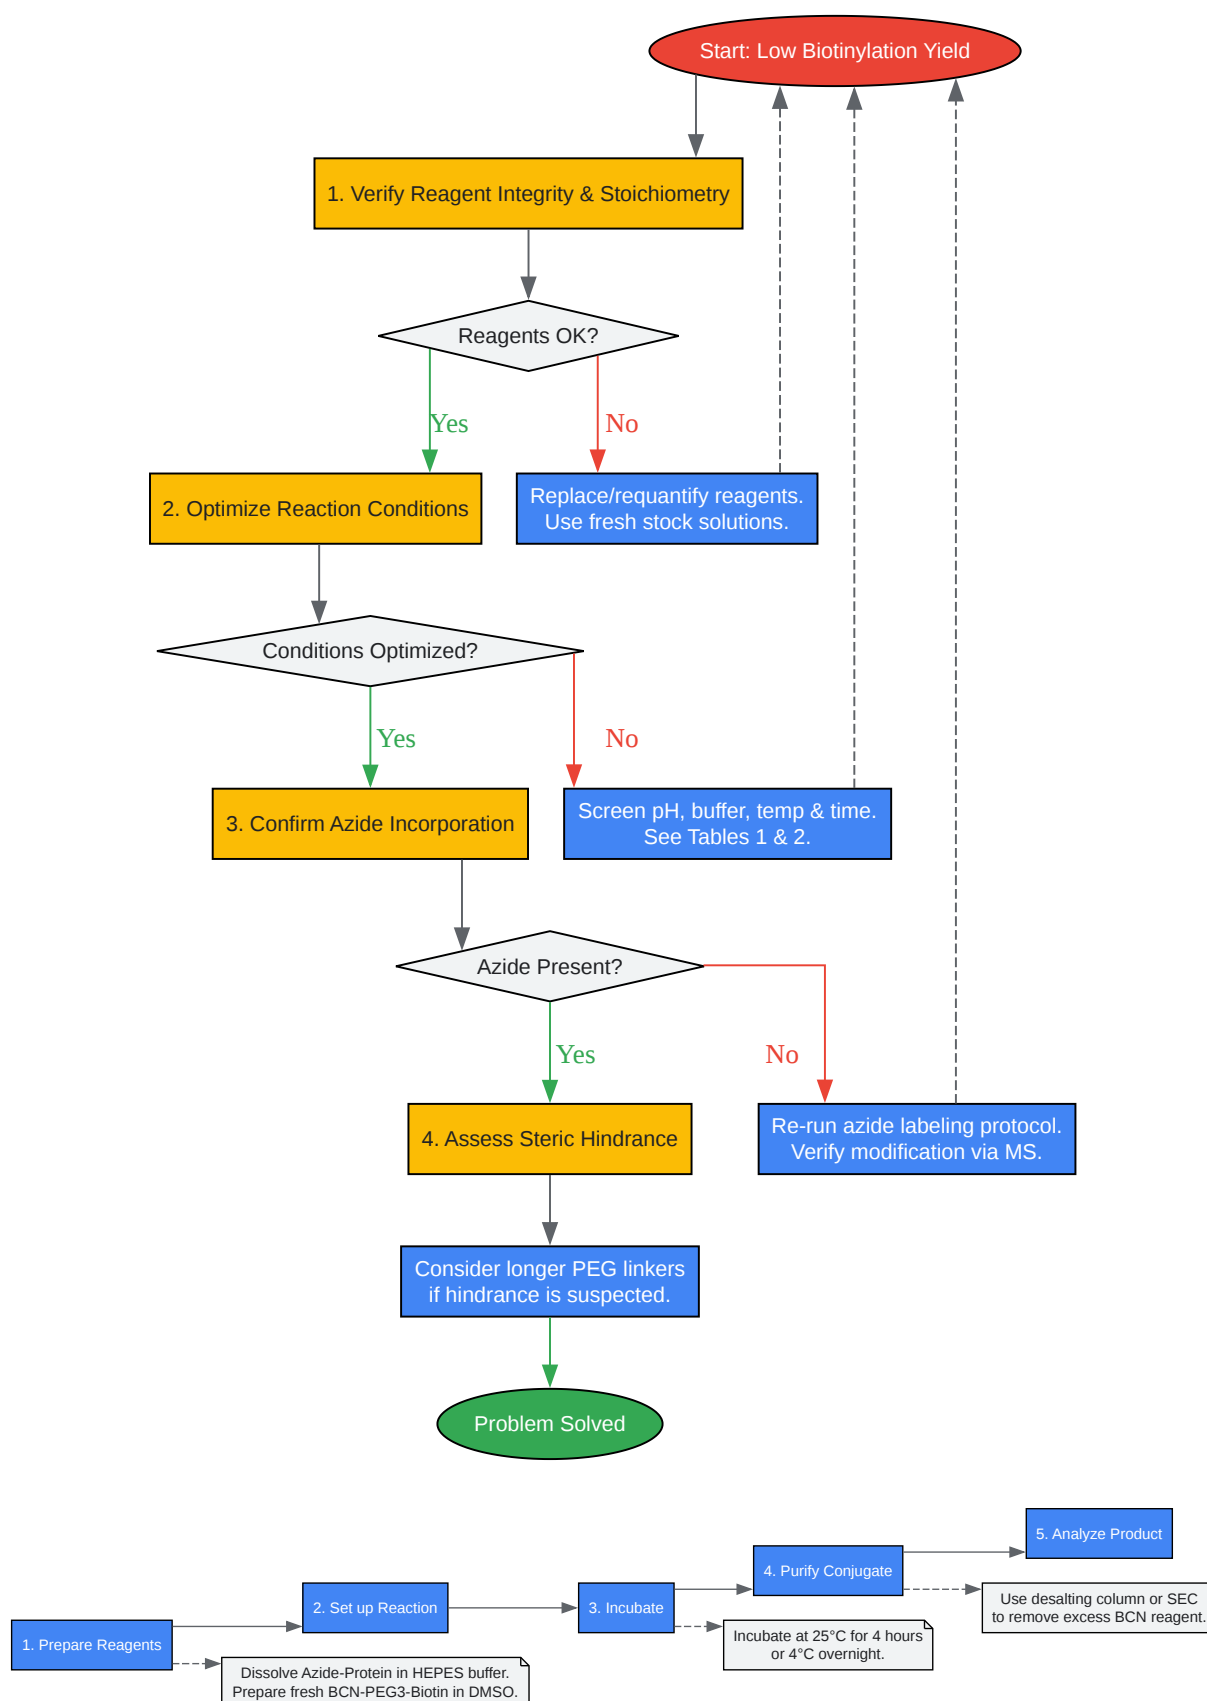 Start: Low Biotinylation Yield
1. Verify Reagent Integrity & Stoichiometry
Reagents OK?
Yes
No
2. Optimize Reaction Conditions
Replace/requantify reagents.
Use fresh stock solutions.
Conditions Optimized?
Yes
No
3. Confirm Azide Incorporation
Screen pH, buffer, temp & time.
See Tables 1 & 2.
Azide Present?
Yes
No
4. Assess Steric Hindrance
Re-run azide labeling protocol.
Verify modification via MS.
Consider longer PEG linkers
if hindrance is suspected.
Problem Solved
1. Prepare Reagents
Dissolve Azide-Protein in HEPES buffer.
Prepare fresh BCN-PEG3-Biotin in DMSO.
2. Set up Reaction
3. Incubate
Incubate at 25°C for 4 hours
or 4°C overnight.
4. Purify Conjugate
Use desalting column or SEC
to remove excess BCN reagent.
5. Analyze Product